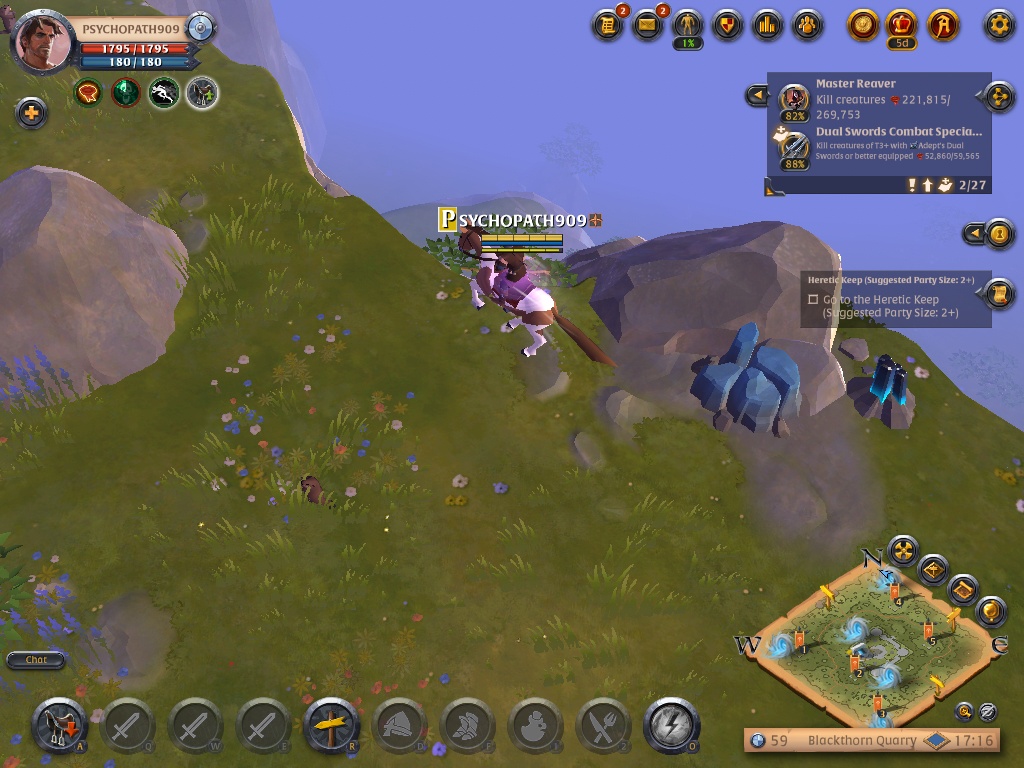 PSYCHOPATH909
1795 / 1795
180 / 180
2
2
1%
5d
Master Reaver
Kill creatures 221,815/
269,753
82%
Dual Swords Combat Specia...
Kill creatures of T3+ with Adept's Dual
Swords or better equipped 52,860/59,565
88%
2/27
PSYCHOPATH909
Heretic Keep (Suggested Party Size: 2+)
Go to the Heretic Keep
(Suggested Party Size: 2+)
N
W
E
4
1
5
2
3
Chat
A
Q
W
E
R
D
F
1
2
O
59 Blackthorn Quarry 17:16